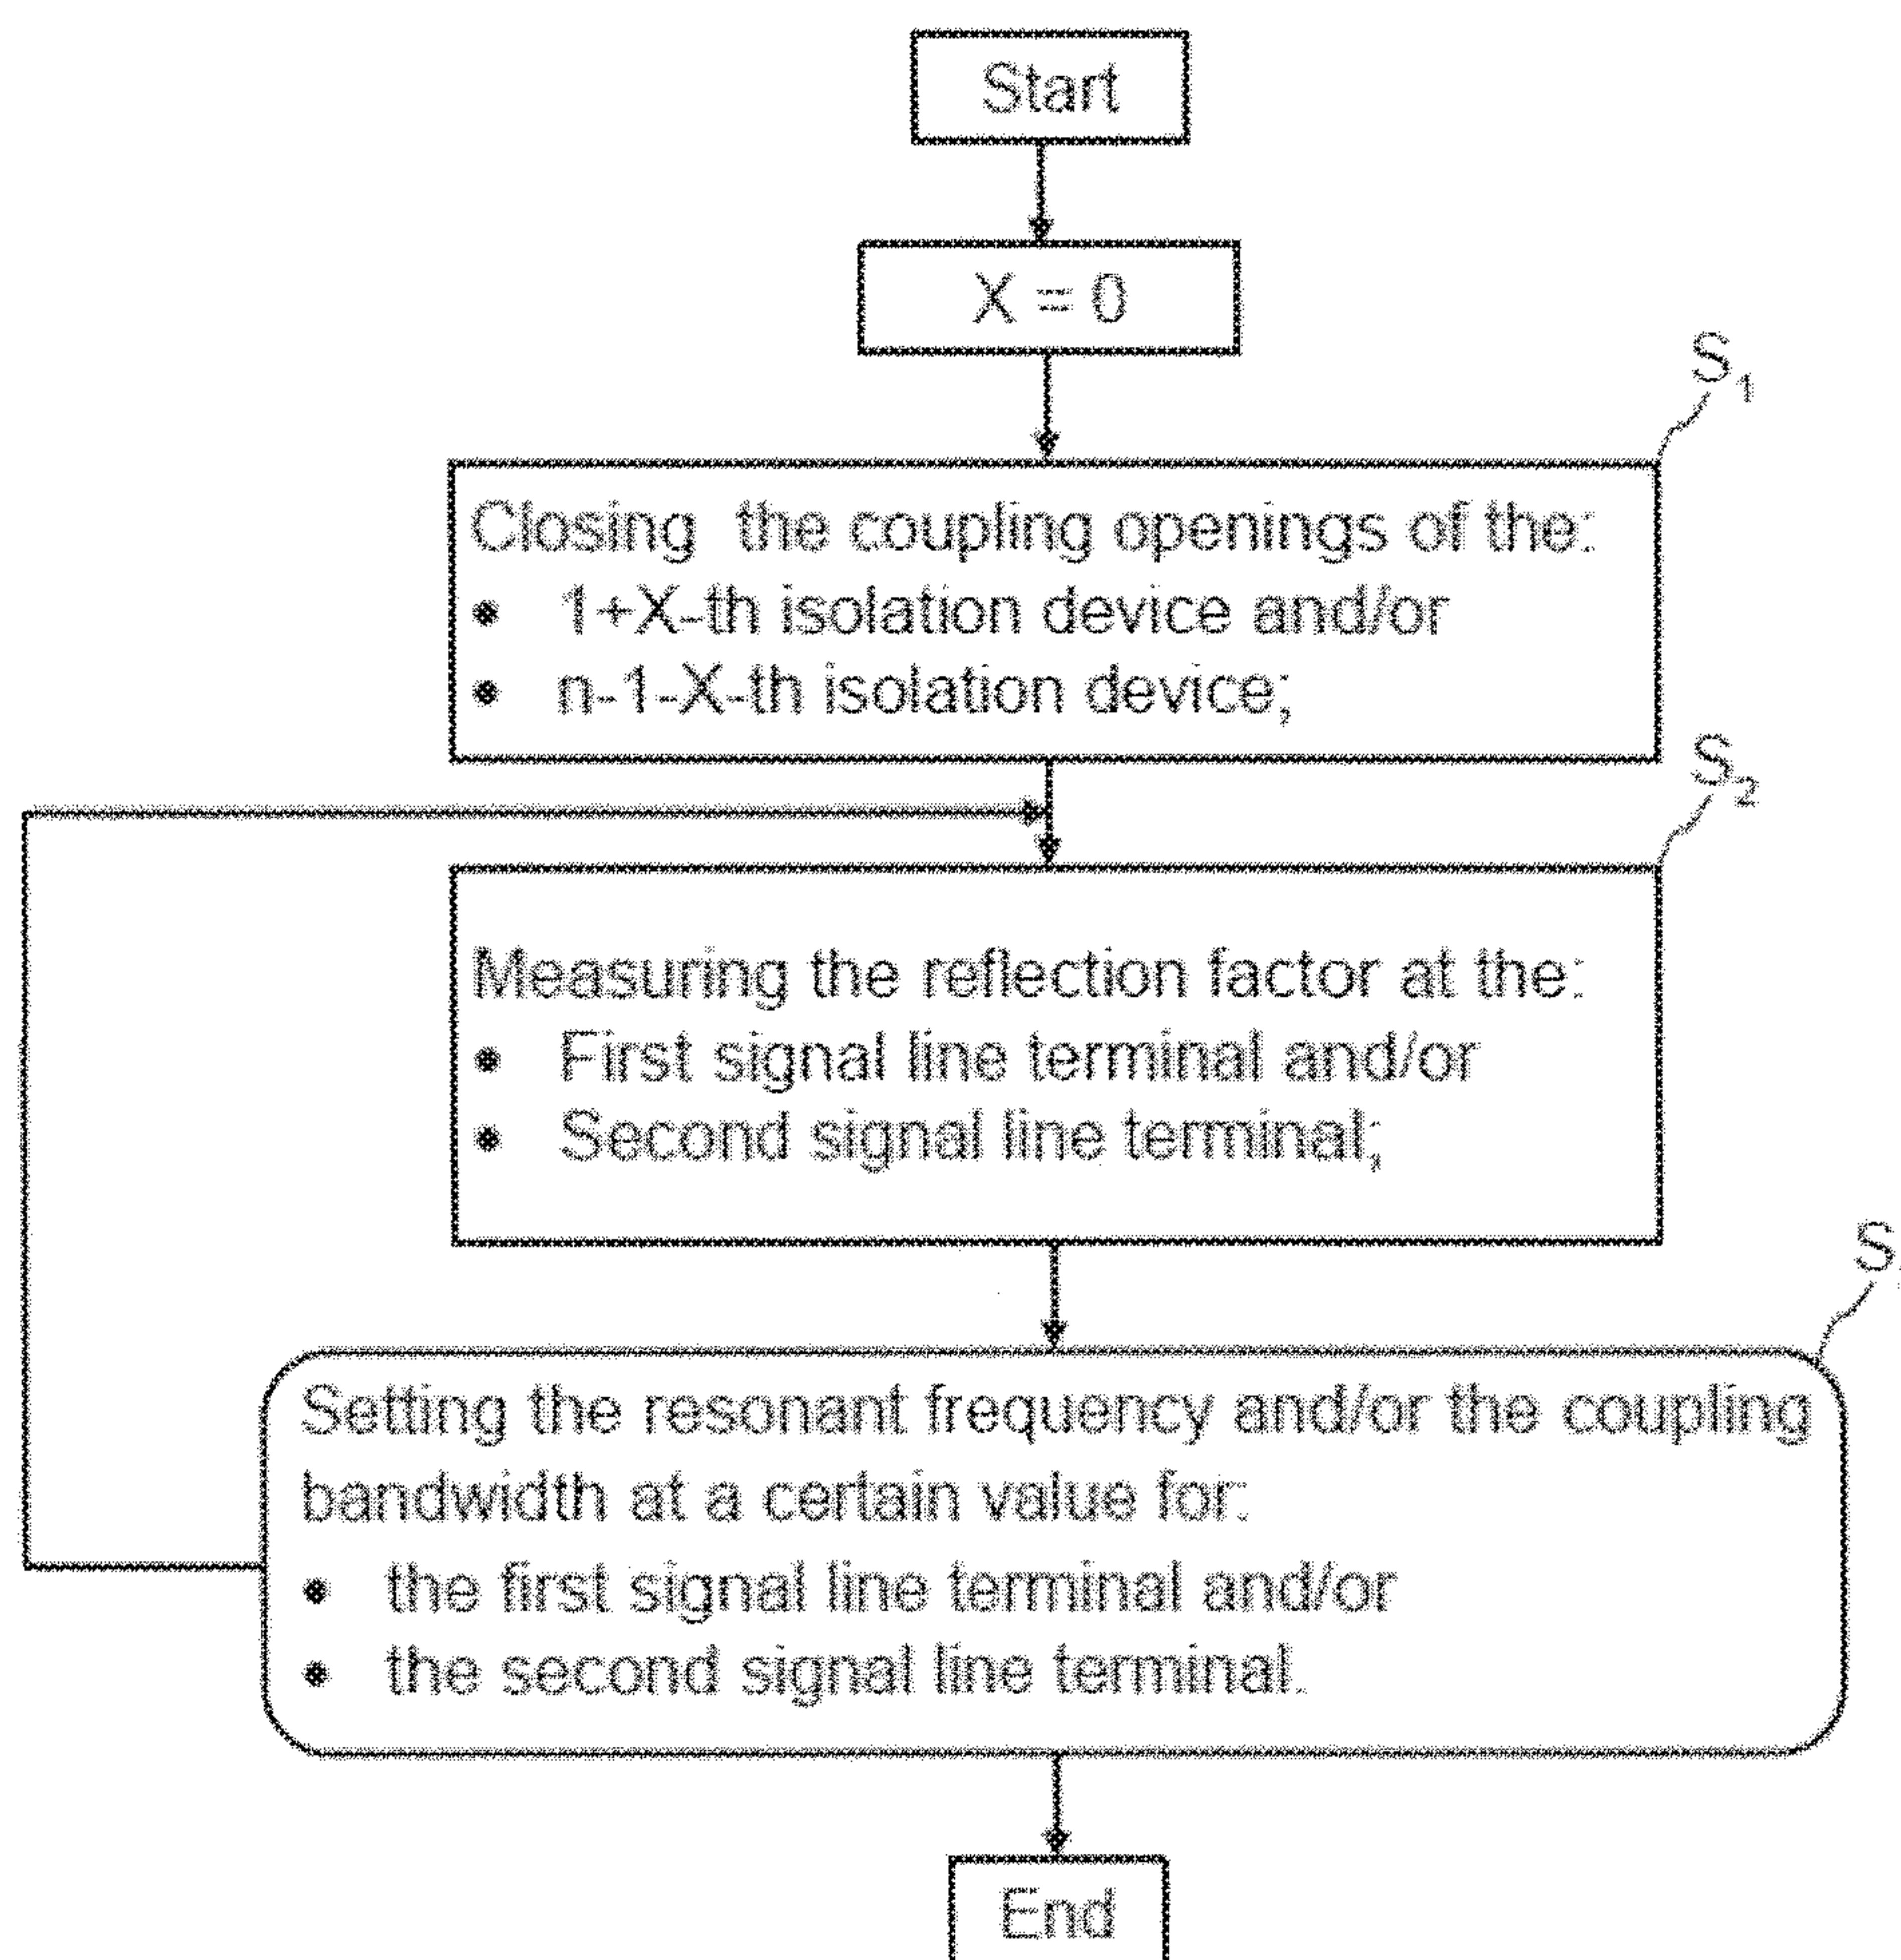 Start
X = 0
S1
Closing the coupling openings of the:
• 1+X-th isolation device and/or
• n-1-X-th isolation device;
S2
Measuring the reflection factor at the:
• First signal line terminal and/or
• Second signal line terminal;
S
Setting the resonant frequency and/or the coupling
bandwidth at a certain value for:
• the first signal line terminal and/or
• the second signal line terminal.
End